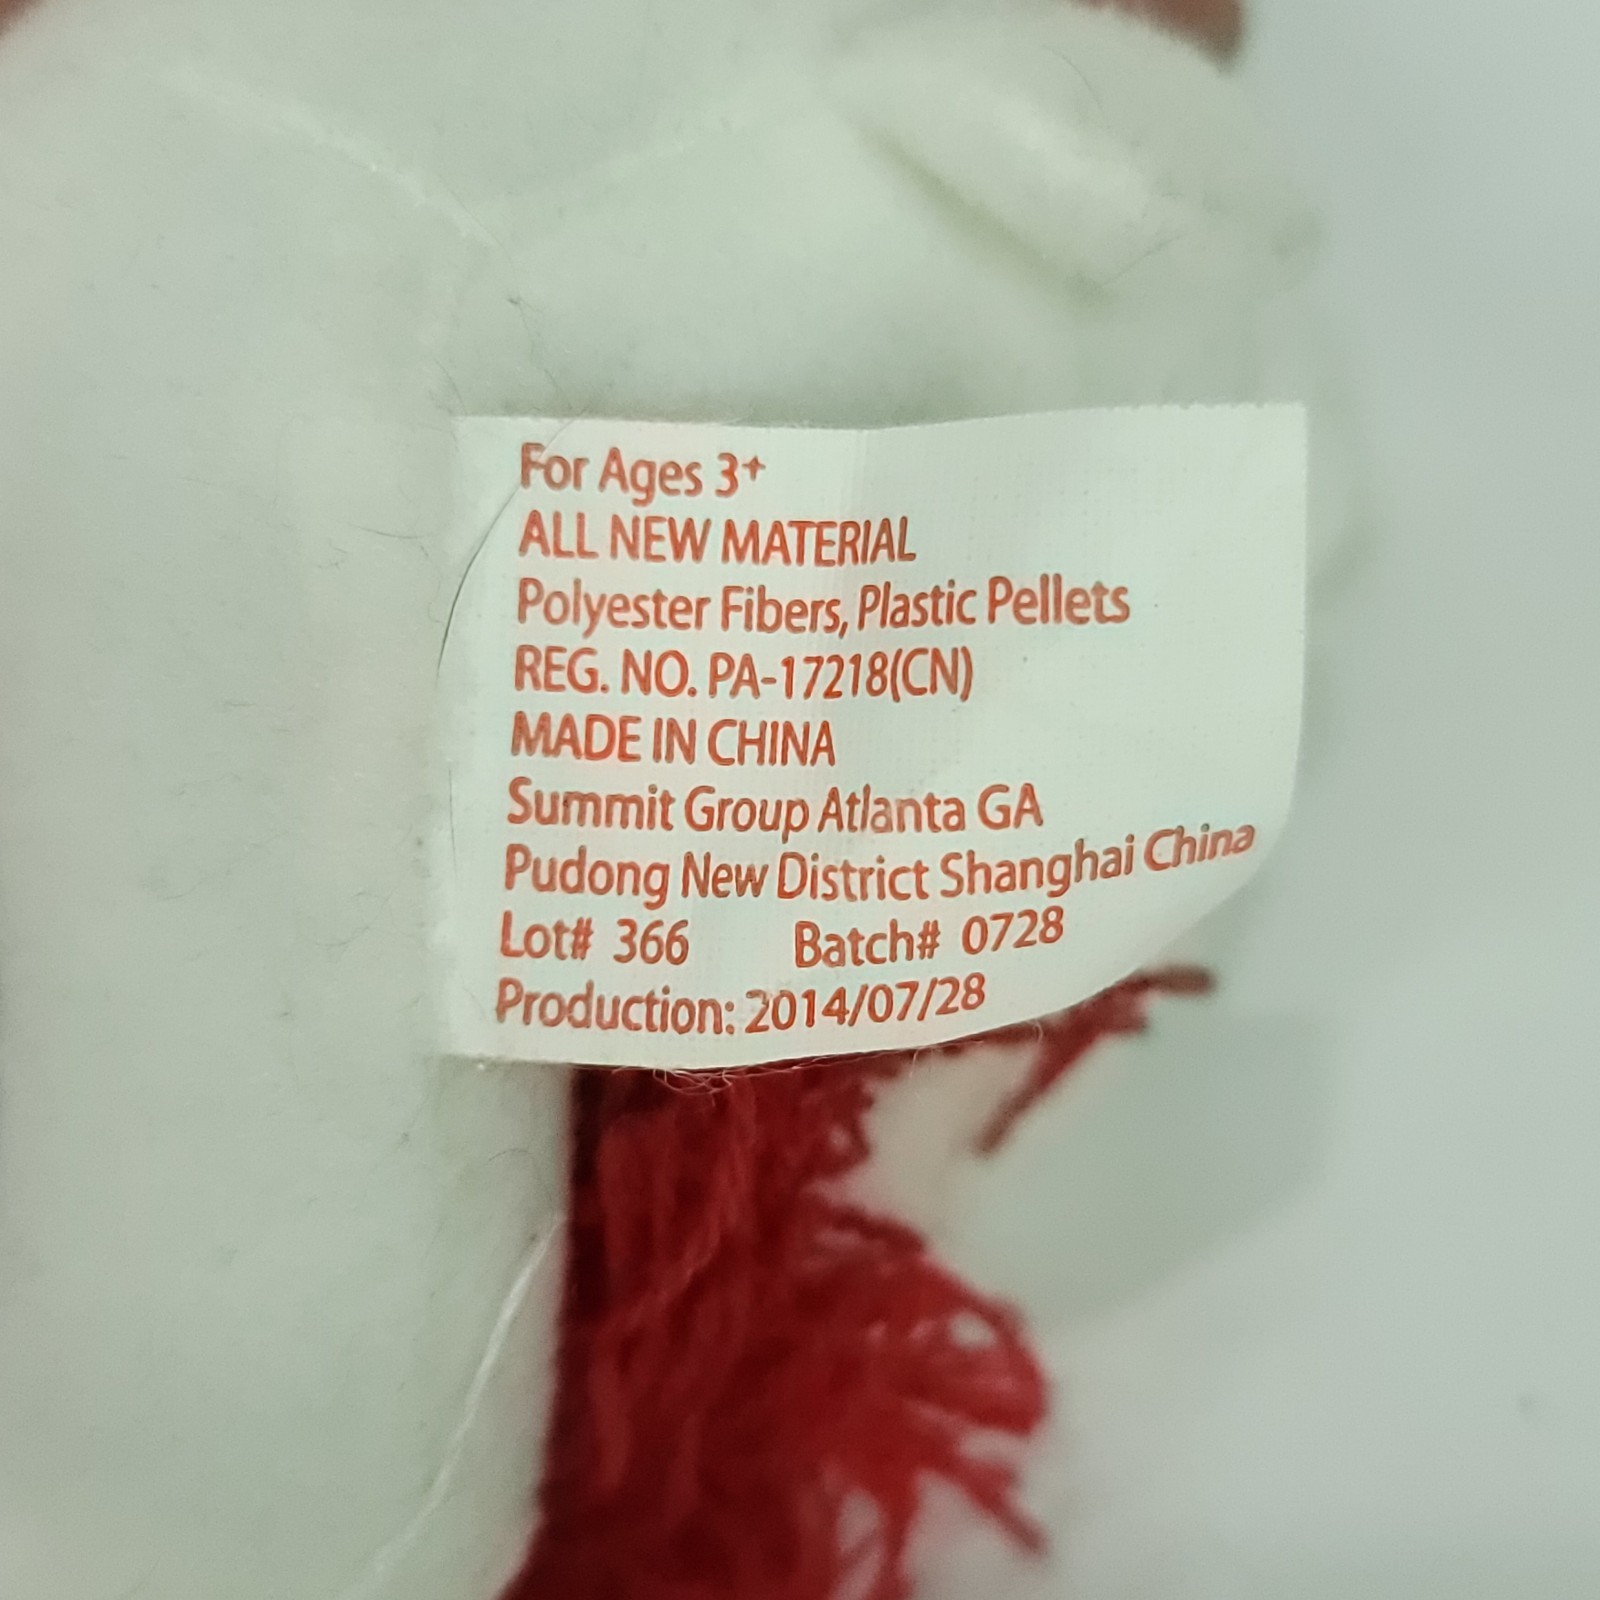 For Ages 3+
ALL NEW MATERIAL
Polyester Fibers, Plastic Pellets
REG. NO. PA-17218(CN)
MADE IN CHINA
Summit Group Atlanta GA
Pudong New District Shanghai China
Lot# 366 Batch# 0728
Production: 2014/07/28